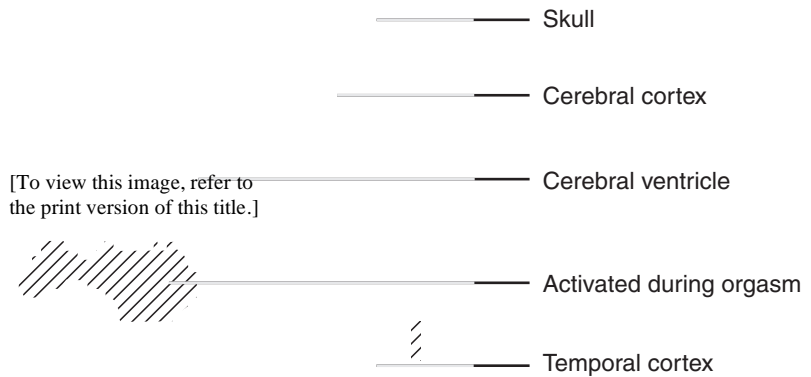 Skull
Cerebral cortex
Cerebral ventricle
[To view this image, refer to
the print version of this title.]
Activated during orgasm
Temporal cortex